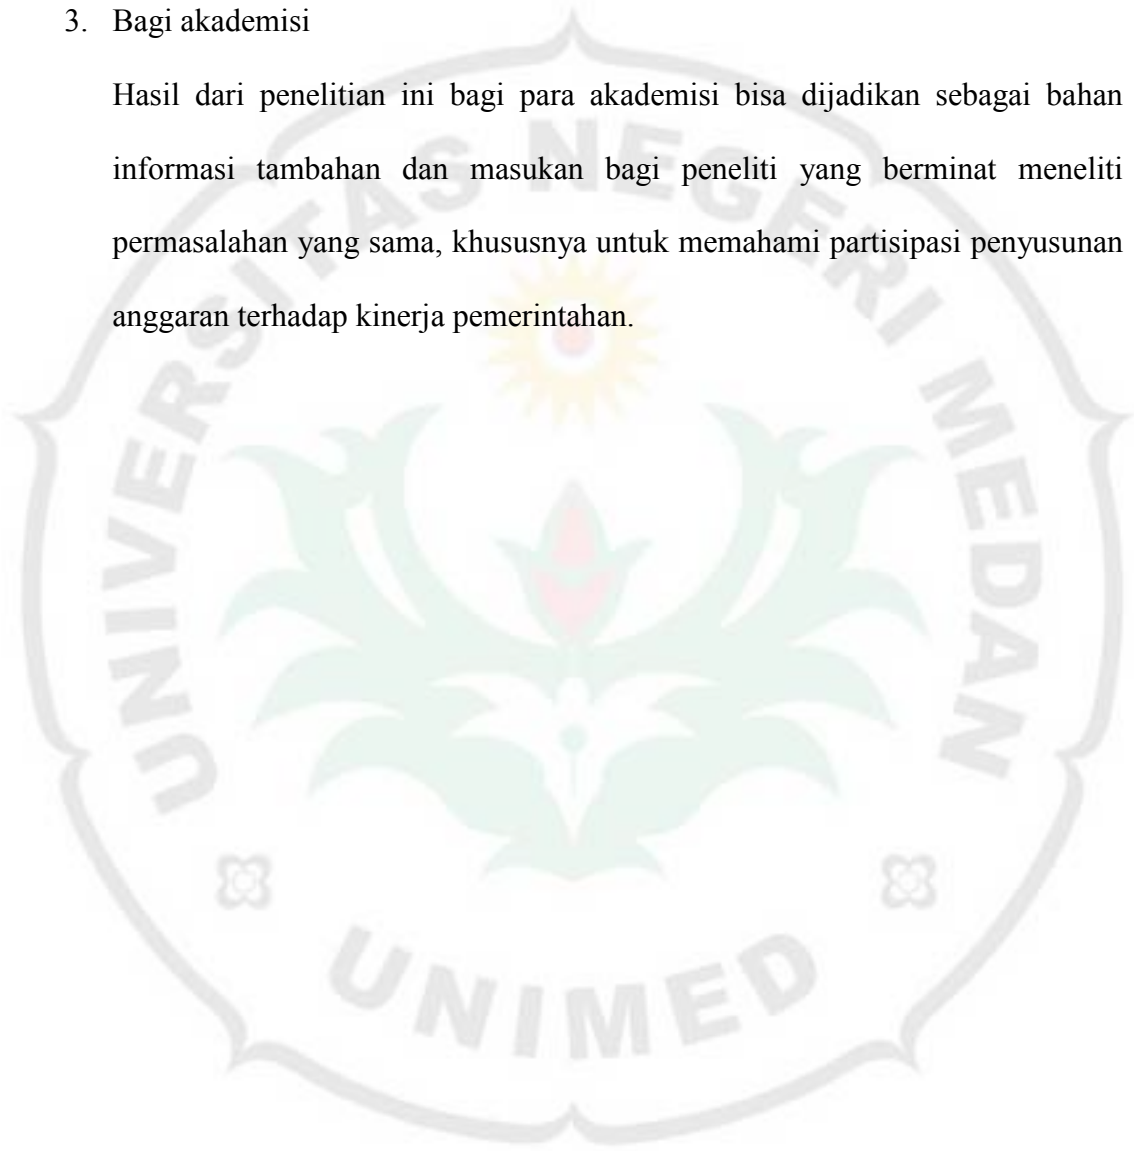 3. Bagi akademisi
Hasil dari penelitian ini bagi para akademisi bisa dijadikan sebagai bahan
informasi tambahan dan masukan bagi peneliti yang berminat meneliti
permasalahan yang sama, khususnya untuk memahami partisipasi penyusunan
anggaran terhadap kinerja pemerintahan.
UNIVERSITAS NEGERI MEDAN
UNIMED